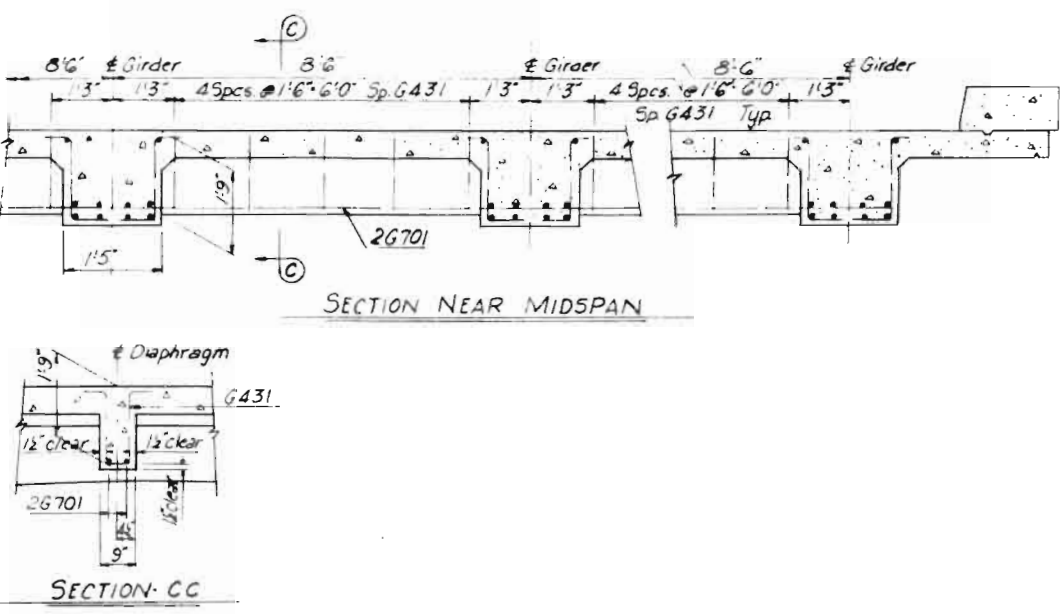 C
8'6" ⅊ Girder 8'6" ⅊ Girder 8'6" ⅊ Girder
1'3" 1'3" 4 Spcs. @ 1'6"= 6'0" Sp. G431 1'3" 1'3" 4 Spcs. @ 1'6"= 6'0" 1'3"
Sp. G431 Typ
1'9"
2G701
1'5"
C
SECTION NEAR MIDSPAN
⅊ Diaphragm
1'9"
G431
1½" clear 1½" clear
1½" clear
2G701
9"
SECTION-CC